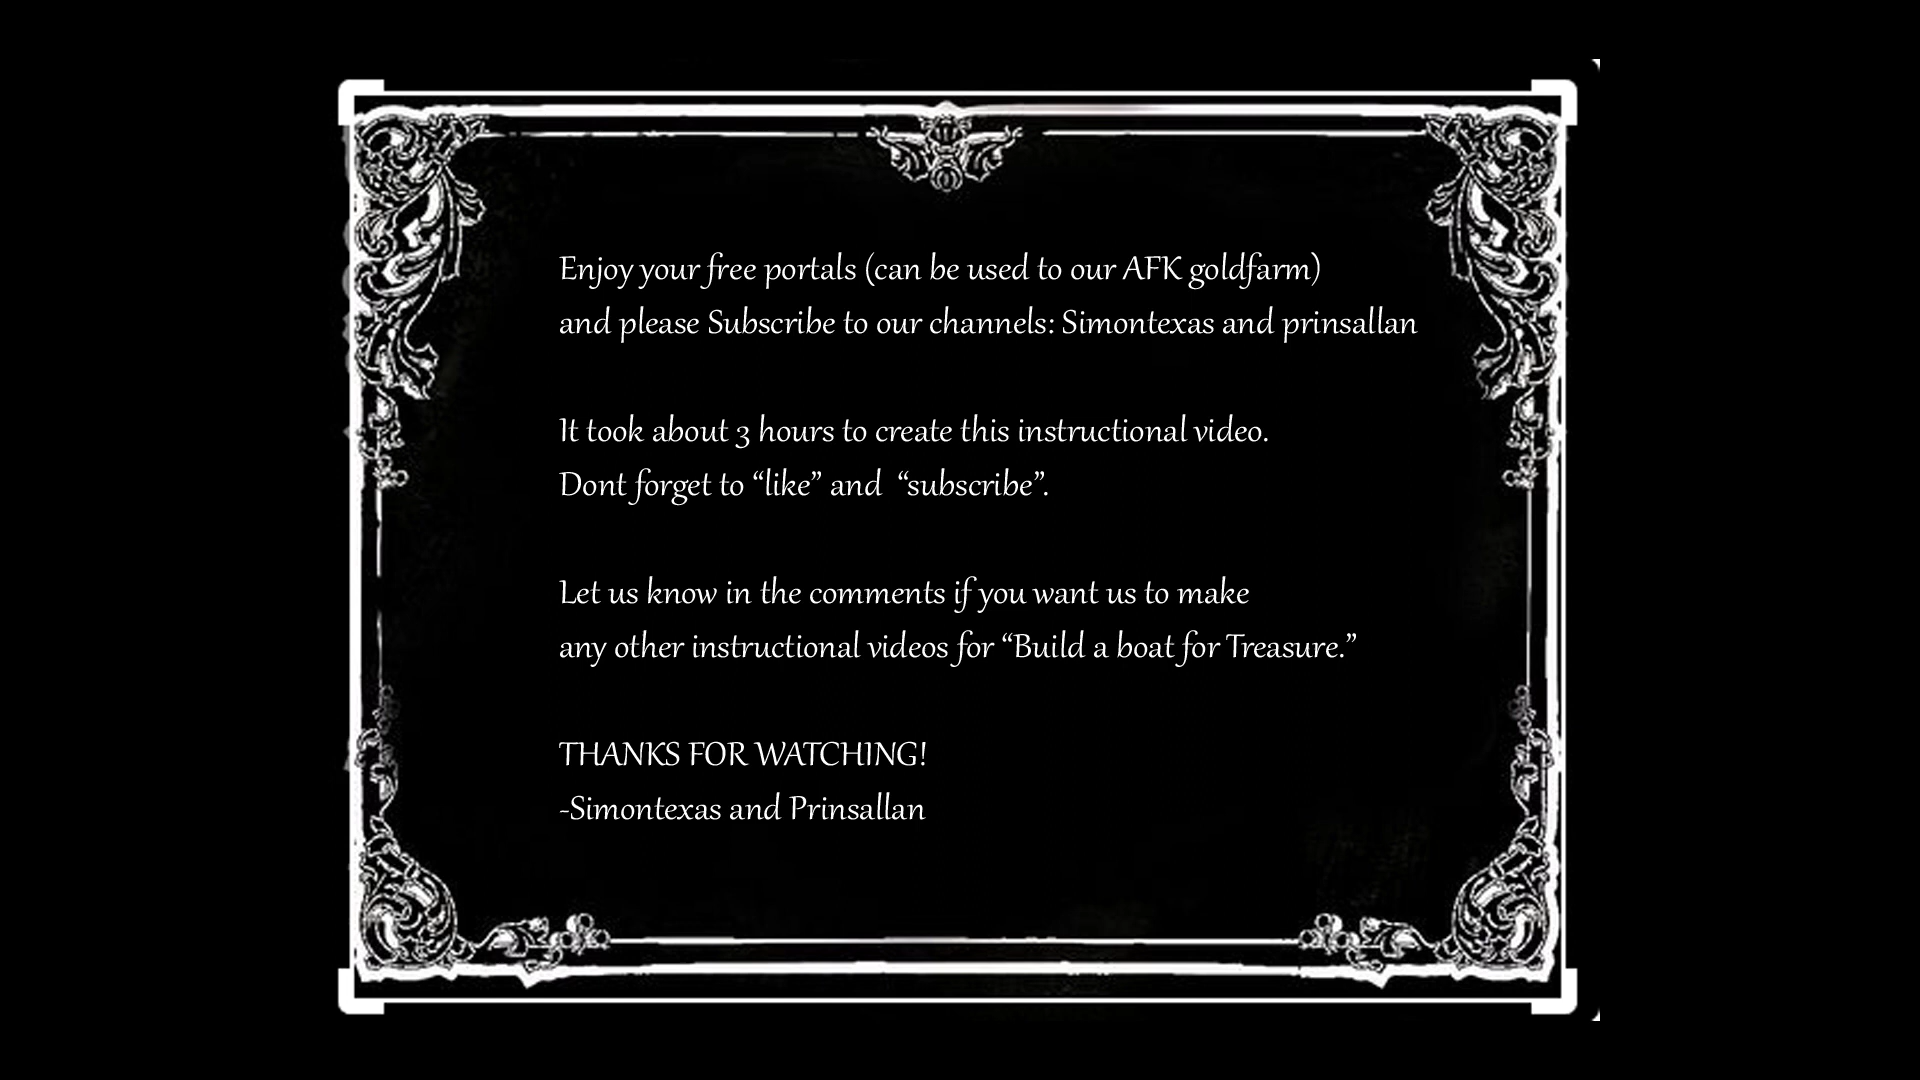 Enjoy your free portals (can be used to our AFK goldfarm)
and please Subscribe to our channels: Simontexas and prinsallan
It took about 3 hours to create this instructional video.
Dont forget to “like” and  “subscribe”.
Let us know in the comments if you want us to make
any other instructional videos for “Build a boat for Treasure.”
THANKS FOR WATCHING!
-Simontexas and Prinsallan